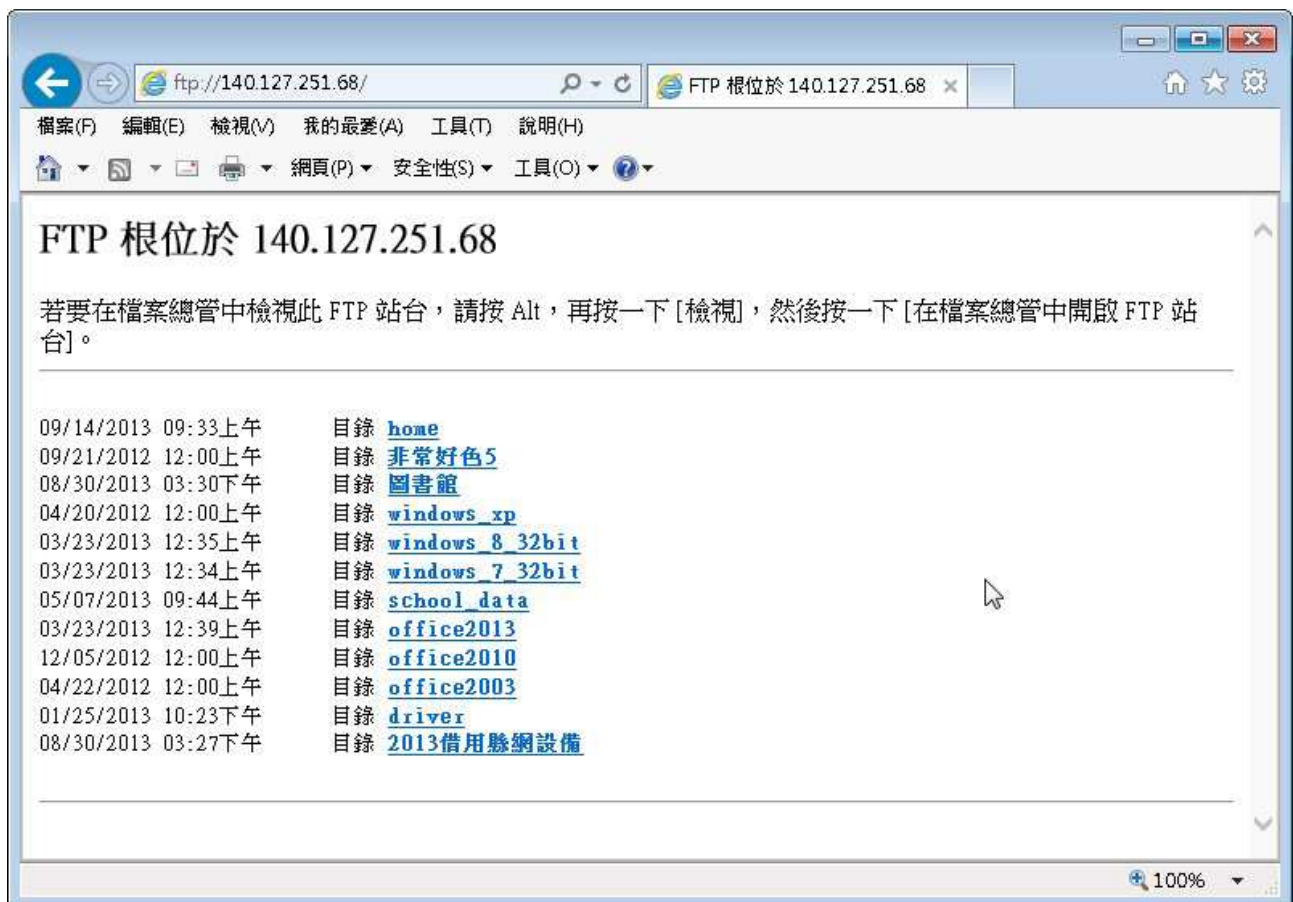 ftp://140.127.251.68/
FTP 根位於 140.127.251.68
檔案(F) 編輯(E) 檢視(V) 我的最愛(A) 工具(T) 說明(H)
網頁(P) 安全性(S) 工具(O)
FTP 根位於 140.127.251.68
若要在檔案總管中檢視此 FTP 站台，請按 Alt，再按一下 [檢視]，然後按一下 [在檔案總管中開啟 FTP 站
台]。
09/14/2013 09:33上午 目錄 home
09/21/2012 12:00上午 目錄 非常好色5
08/30/2013 03:30下午 目錄 圖書館
04/20/2012 12:00上午 目錄 windows_xp
03/23/2013 12:35上午 目錄 windows_8_32bit
03/23/2013 12:34上午 目錄 windows_7_32bit
05/07/2013 09:44上午 目錄 school_data
03/23/2013 12:39上午 目錄 office2013
12/05/2012 12:00上午 目錄 office2010
04/22/2012 12:00上午 目錄 office2003
01/25/2013 10:23下午 目錄 driver
08/30/2013 03:27下午 目錄 2013借用縣網設備
100%